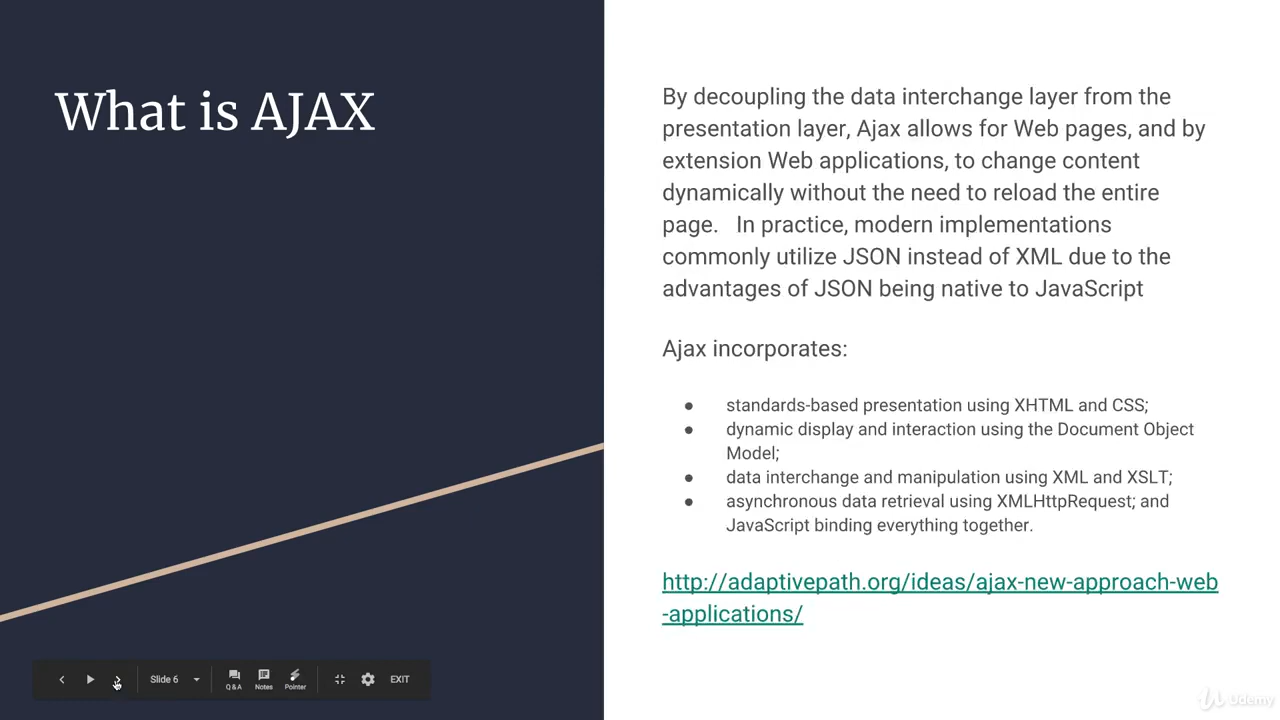 What is AJAX
By decoupling the data interchange layer from the
presentation layer, Ajax allows for Web pages, and by
extension Web applications, to change content
dynamically without the need to reload the entire
page.   In practice, modern implementations
commonly utilize JSON instead of XML due to the
advantages of JSON being native to JavaScript
Ajax incorporates:
● standards-based presentation using XHTML and CSS;
● dynamic display and interaction using the Document Object
Model;
● data interchange and manipulation using XML and XSLT;
● asynchronous data retrieval using XMLHttpRequest; and
JavaScript binding everything together.
http://adaptivepath.org/ideas/ajax-new-approach-web
-applications/
Slide 6
Q&A
Notes
Pointer
EXIT
Udemy